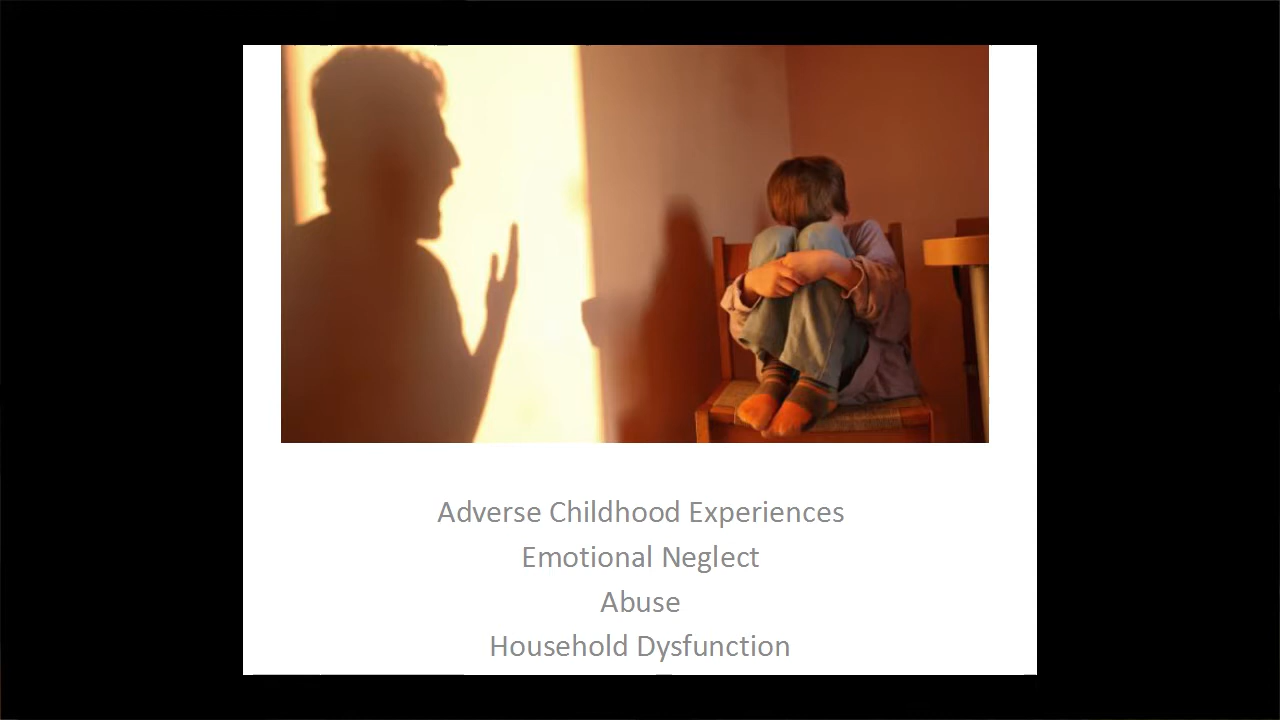 Adverse Childhood Experiences
Emotional Neglect
Abuse
Household Dysfunction